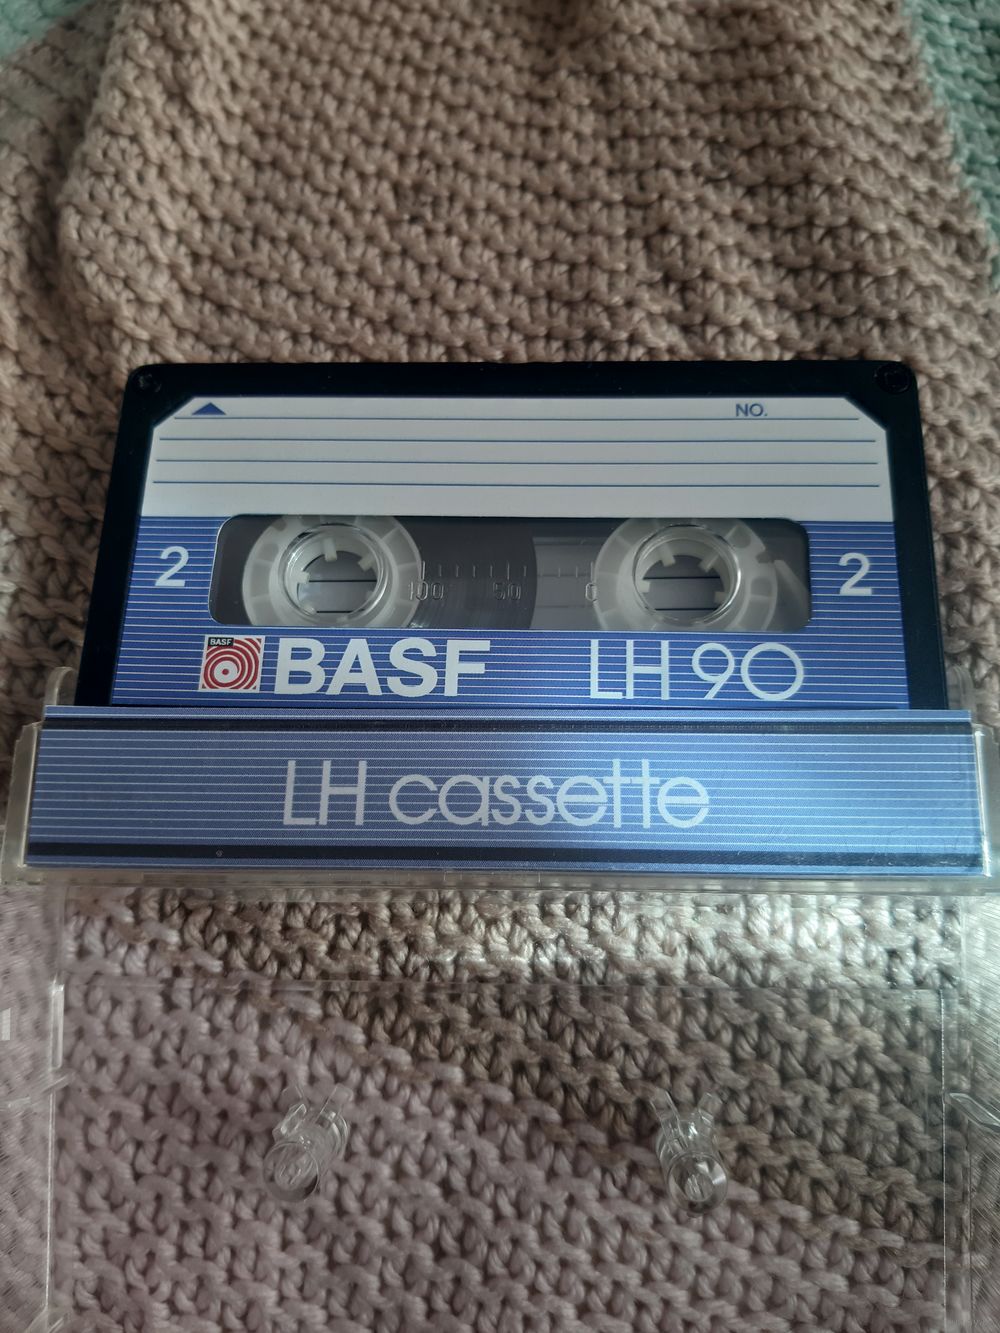 NO.
2 2
100 50 0
BASF BASF LH 90
LH cassette